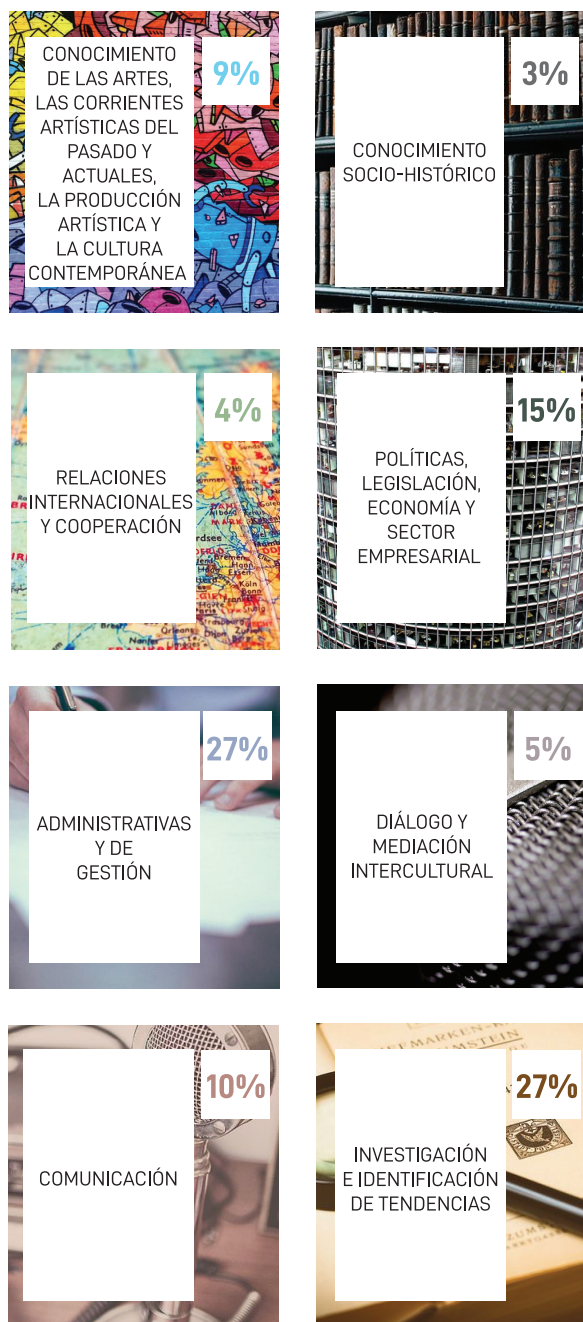 CONOCIMIENTO
DE LAS ARTES,
LAS CORRIENTES
ARTÍSTICAS DEL
PASADO Y
ACTUALES,
LA PRODUCCIÓN
ARTÍSTICA Y
LA CULTURA
CONTEMPORÁNEA
9%
CONOCIMIENTO
SOCIO-HISTÓRICO
3%
RELACIONES
INTERNACIONALES
Y COOPERACIÓN
4%
POLÍTICAS,
LEGISLACIÓN,
ECONOMÍA Y
SECTOR
EMPRESARIAL
15%
ADMINISTRATIVAS
Y DE
GESTIÓN
27%
DIÁLOGO Y
MEDIACIÓN
INTERCULTURAL
5%
COMUNICACIÓN
10%
INVESTIGACIÓN
E IDENTIFICACIÓN
DE TENDENCIAS
27%